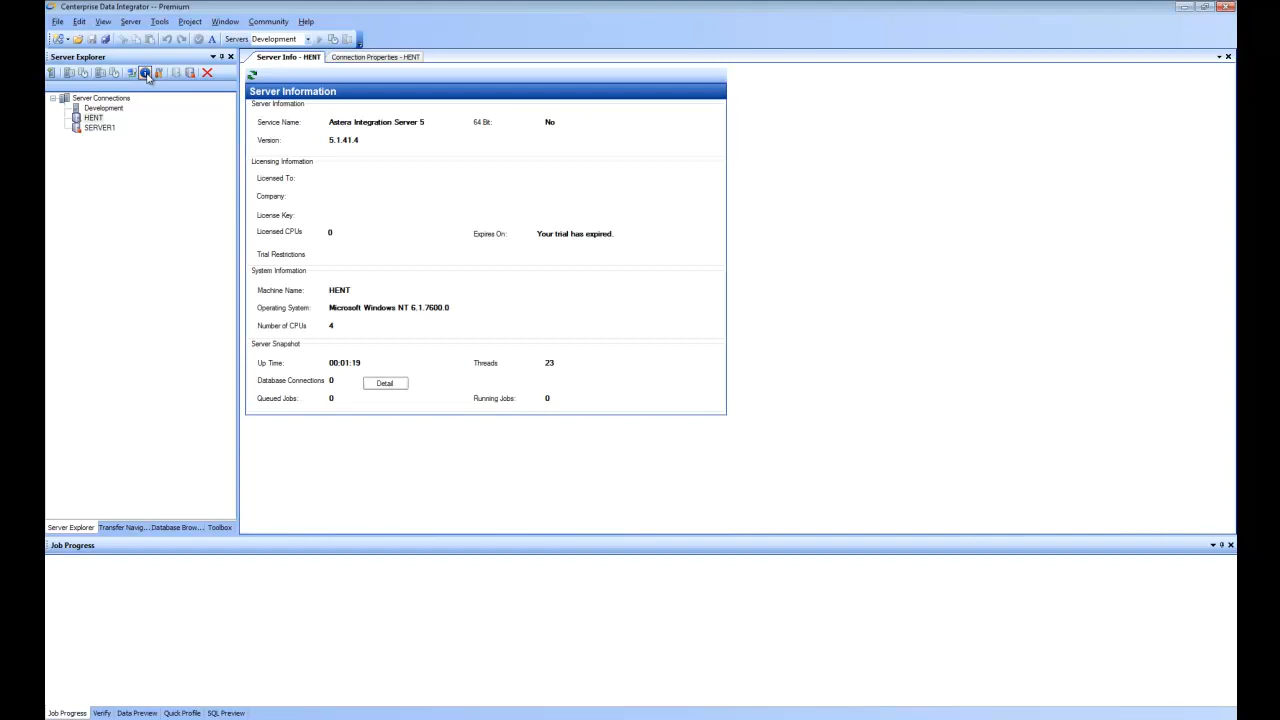 Centerprise Data Integrator -- Premium
File Edit View Server Tools Project Window Community Help
A Servers Development
Server Explorer
Server Info - HENT Connection Properties - HENT
Server Connections
Development
HENT
SERVER1
Server Information
Server Information
Service Name: Astera Integration Server 5 64 Bit: No
Version: 5.1.41.4
Licensing Information
Licensed To:
Company:
License Key:
Licensed CPUs 0 Expires On: Your trial has expired.
Trial Restrictions
System Information
Machine Name: HENT
Operating System: Microsoft Windows NT 6.1.7600.0
Number of CPUs 4
Server Snapshot
Up Time: 00:01:19 Threads 23
Database Connections 0 Detail
Queued Jobs: 0 Running Jobs: 0
Server Explorer Transfer Navig... Database Brow... Toolbox
Job Progress
Job Progress Verify Data Preview Quick Profile SQL Preview